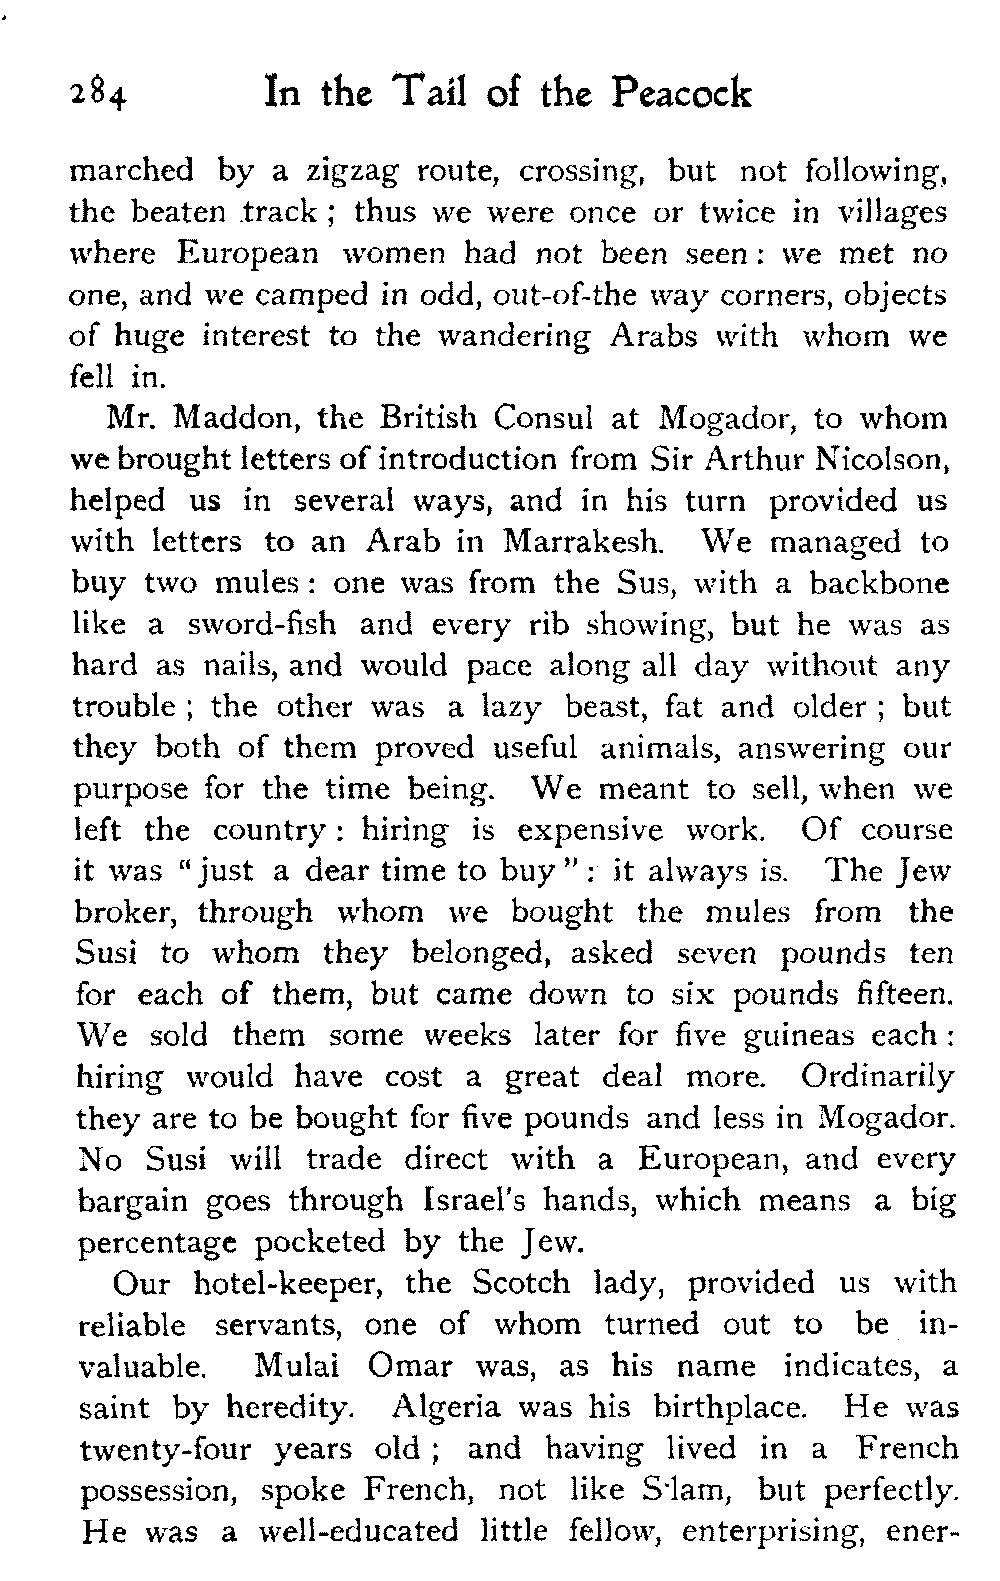 284 In the Tail of the Peacock
marched by a zigzag route, crossing, but not following,
the beaten track ; thus we were once or twice in villages
where European women had not been seen : we met no
one, and we camped in odd, out-of-the way corners, objects
of huge interest to the wandering Arabs with whom we
fell in.
Mr. Maddon, the British Consul at Mogador, to whom
we brought letters of introduction from Sir Arthur Nicolson,
helped us in several ways, and in his turn provided us
with letters to an Arab in Marrakesh. We managed to
buy two mules : one was from the Sus, with a backbone
like a sword-fish and every rib showing, but he was as
hard as nails, and would pace along all day without any
trouble ; the other was a lazy beast, fat and older ; but
they both of them proved useful animals, answering our
purpose for the time being. We meant to sell, when we
left the country : hiring is expensive work. Of course
it was " just a dear time to buy " : it always is. The Jew
broker, through whom we bought the mules from the
Susi to whom they belonged, asked seven pounds ten
for each of them, but came down to six pounds fifteen.
We sold them some weeks later for five guineas each :
hiring would have cost a great deal more. Ordinarily
they are to be bought for five pounds and less in Mogador.
No Susi will trade direct with a European, and every
bargain goes through Israel's hands, which means a big
percentage pocketed by the Jew.
Our hotel-keeper, the Scotch lady, provided us with
reliable servants, one of whom turned out to be in-
valuable. Mulai Omar was, as his name indicates, a
saint by heredity. Algeria was his birthplace. He was
twenty-four years old ; and having lived in a French
possession, spoke French, not like S'lam, but perfectly.
He was a well-educated little fellow, enterprising, ener-